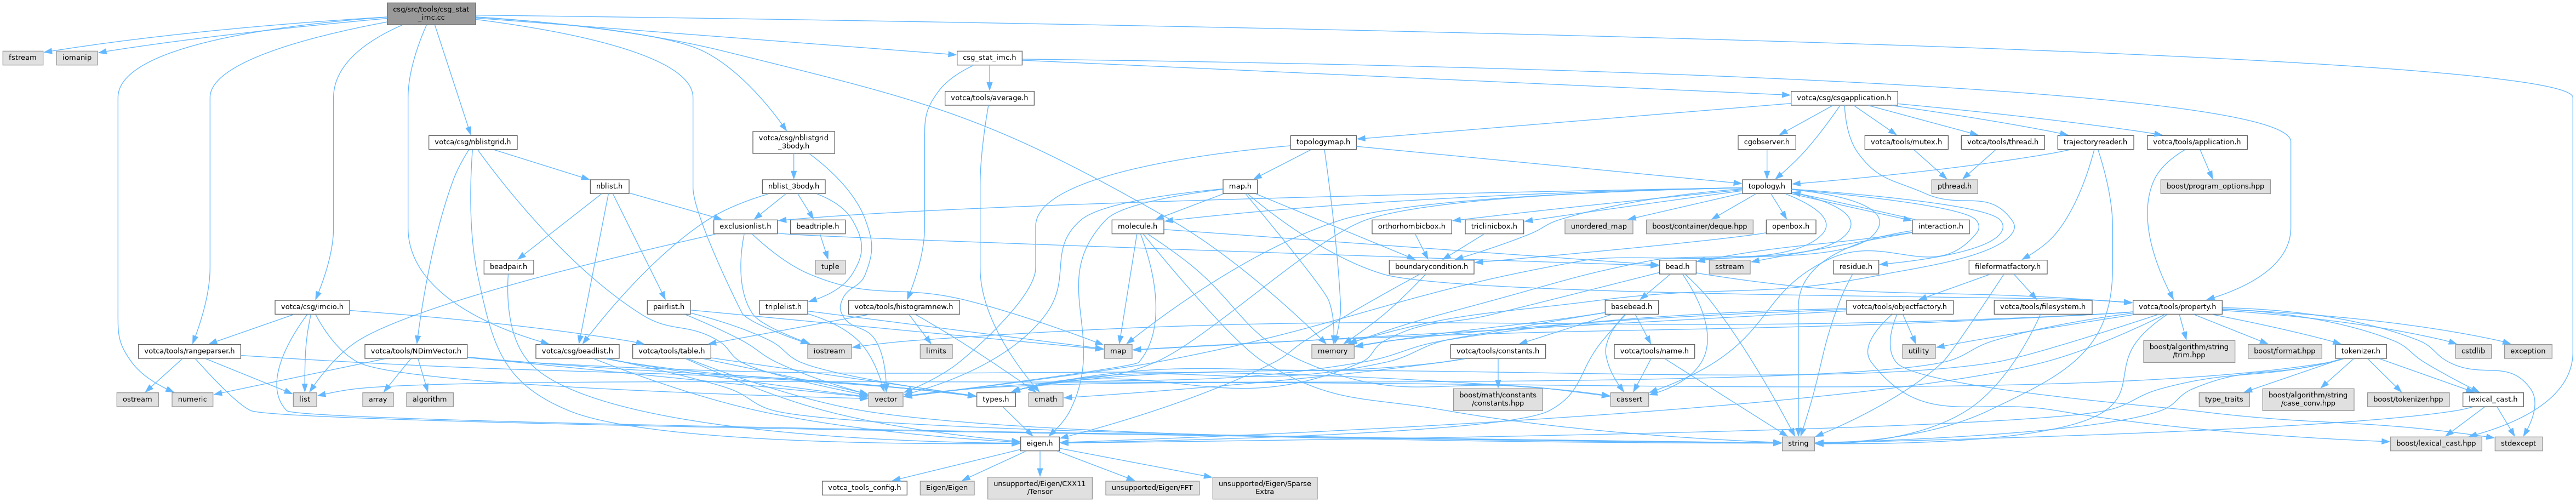 csg/src/tools/csg_stat
_imc.cc
fstream
iomanip
csg_stat_imc.h
votca/tools/average.h
votca/csg/csgapplication.h
votca/csg/nblistgrid.h
votca/csg/nblistgrid
_3body.h
topologymap.h
cgobserver.h
votca/tools/mutex.h
votca/tools/thread.h
trajectoryreader.h
votca/tools/application.h
nblist.h
nblist_3body.h
map.h
topology.h
pthread.h
boost/program_options.hpp
exclusionlist.h
beadtriple.h
molecule.h
orthorhombicbox.h
triclinicbox.h
unordered_map
boost/container/deque.hpp
openbox.h
interaction.h
beadpair.h
tuple
boundarycondition.h
bead.h
sstream
residue.h
fileformatfactory.h
votca/csg/imcio.h
pairlist.h
triplelist.h
votca/tools/histogramnew.h
basebead.h
votca/tools/objectfactory.h
votca/tools/filesystem.h
votca/tools/property.h
votca/tools/rangeparser.h
votca/tools/NDimVector.h
votca/csg/beadlist.h
votca/tools/table.h
iostream
limits
map
memory
votca/tools/constants.h
votca/tools/name.h
utility
boost/algorithm/string
/trim.hpp
boost/format.hpp
tokenizer.h
cstdlib
exception
ostream
numeric
list
array
algorithm
vector
types.h
cmath
boost/math/constants
/constants.hpp
cassert
type_traits
boost/algorithm/string
/case_conv.hpp
boost/tokenizer.hpp
lexical_cast.h
eigen.h
string
boost/lexical_cast.hpp
stdexcept
votca_tools_config.h
Eigen/Eigen
unsupported/Eigen/CXX11
/Tensor
unsupported/Eigen/FFT
unsupported/Eigen/Sparse
Extra